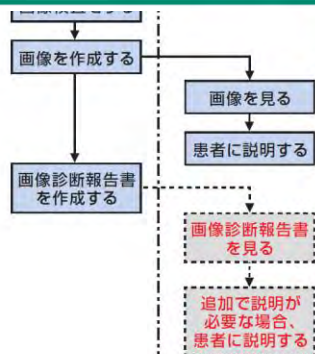 画像を作成する
画像を見る
患者に説明する
画像診断報告書
を作成する
画像診断報告書
を見る
追加で説明が
必要な場合、
患者に説明する